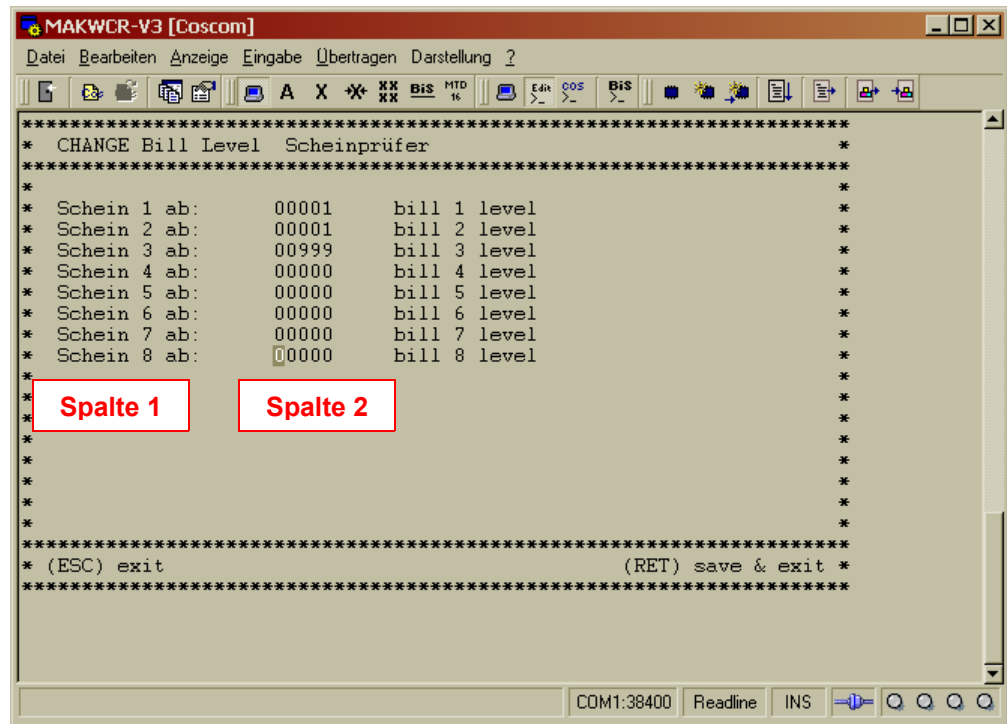 MAKWCR-V3 [Coscom]
Datei Bearbeiten Anzeige Eingabe Übertragen Darstellung ?
A X XX XX BiS MTD 16 Edit >_ COS >_ BiS >_
***********************************************************************
* CHANGE Bill Level Scheinprüfer *
***********************************************************************
* *
* Schein 1 ab: 00001 bill 1 level *
* Schein 2 ab: 00001 bill 2 level *
* Schein 3 ab: 00999 bill 3 level *
* Schein 4 ab: 00000 bill 4 level *
* Schein 5 ab: 00000 bill 5 level *
* Schein 6 ab: 00000 bill 6 level *
* Schein 7 ab: 00000 bill 7 level *
* Schein 8 ab: 00000 bill 8 level *
* *
* Spalte 1 Spalte 2 *
* *
* *
* *
* *
* *
* *
***********************************************************************
* (ESC) exit (RET) save & exit *
***********************************************************************
COM1:38400 Readline INS